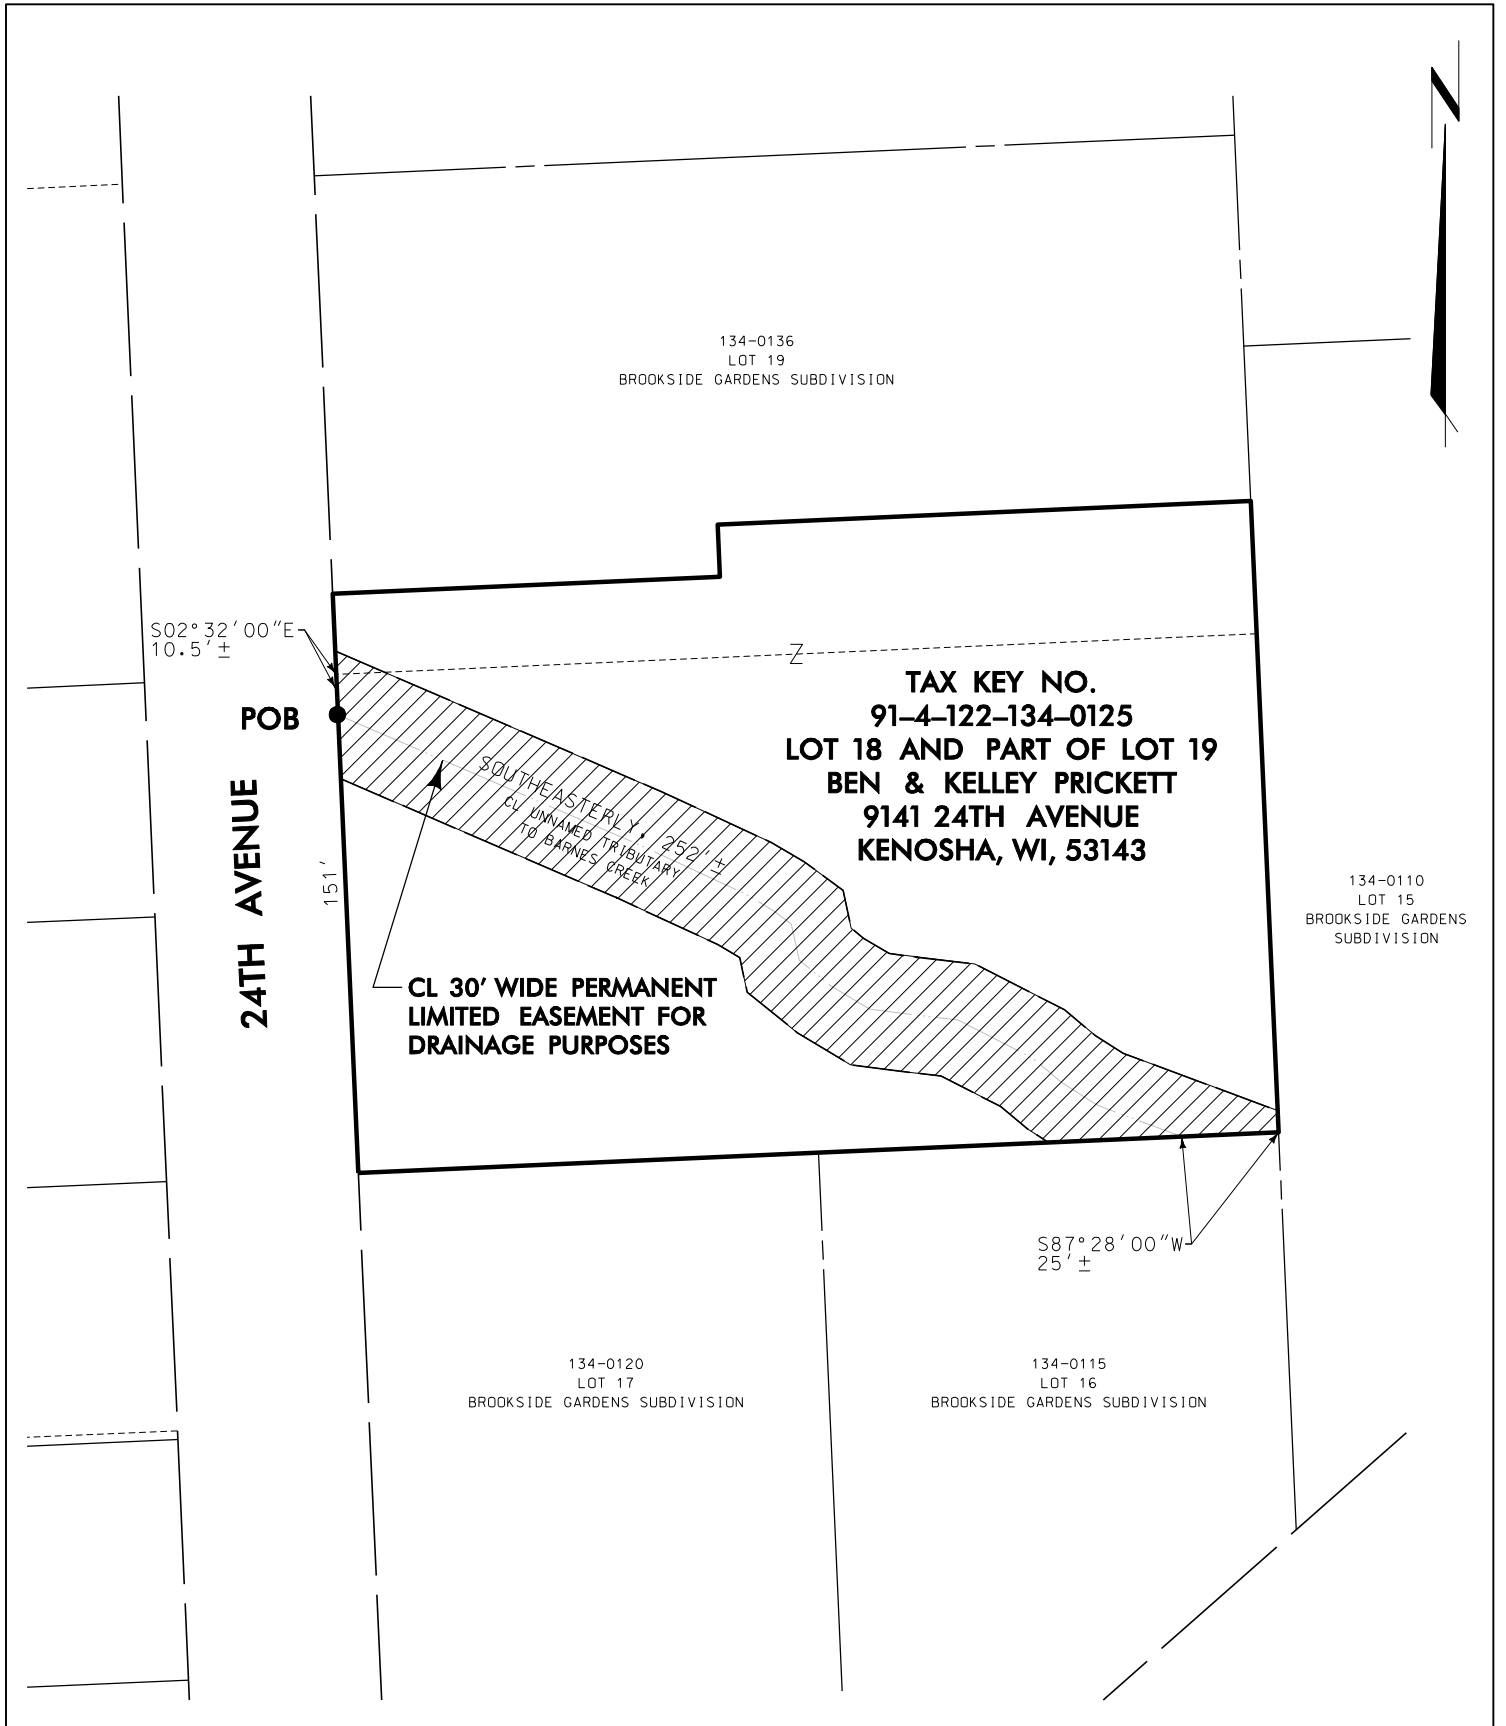 N
134-0136
LOT 19
BROOKSIDE GARDENS SUBDIVISION
S02°32'00"E
10.5'±
Z
TAX KEY NO.
91–4–122–134–0125
LOT 18 AND PART OF LOT 19
BEN & KELLEY PRICKETT
9141 24TH AVENUE
KENOSHA, WI, 53143
POB
24TH AVENUE
151'
SOUTHEASTERLY, 252'±
CL UNNAMED TRIBUTARY
TO BARNES CREEK
134-0110
LOT 15
BROOKSIDE GARDENS
SUBDIVISION
CL 30' WIDE PERMANENT
LIMITED EASEMENT FOR
DRAINAGE PURPOSES
S87°28'00"W
25'±
134-0120
LOT 17
BROOKSIDE GARDENS SUBDIVISION
134-0115
LOT 16
BROOKSIDE GARDENS SUBDIVISION